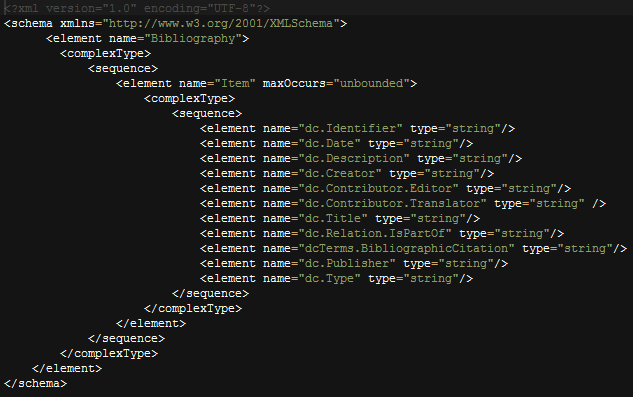 <?xml version="1.0" encoding="UTF-8"?>
<schema xmlns="http://www.w3.org/2001/XMLSchema">
<element name="Bibliography">
<complexType>
<sequence>
<element name="Item" maxOccurs="unbounded">
<complexType>
<sequence>
<element name="dc.Identifier" type="string"/>
<element name="dc.Date" type="string"/>
<element name="dc.Description" type="string"/>
<element name="dc.Creator" type="string"/>
<element name="dc.Contributor.Editor" type="string"/>
<element name="dc.Contributor.Translator" type="string" />
<element name="dc.Title" type="string"/>
<element name="dc.Relation.IsPartOf" type="string"/>
<element name="dcTerms.BibliographicCitation" type="string"/>
<element name="dc.Publisher" type="string"/>
<element name="dc.Type" type="string"/>
</sequence>
</complexType>
</element>
</sequence>
</complexType>
</element>
</schema>